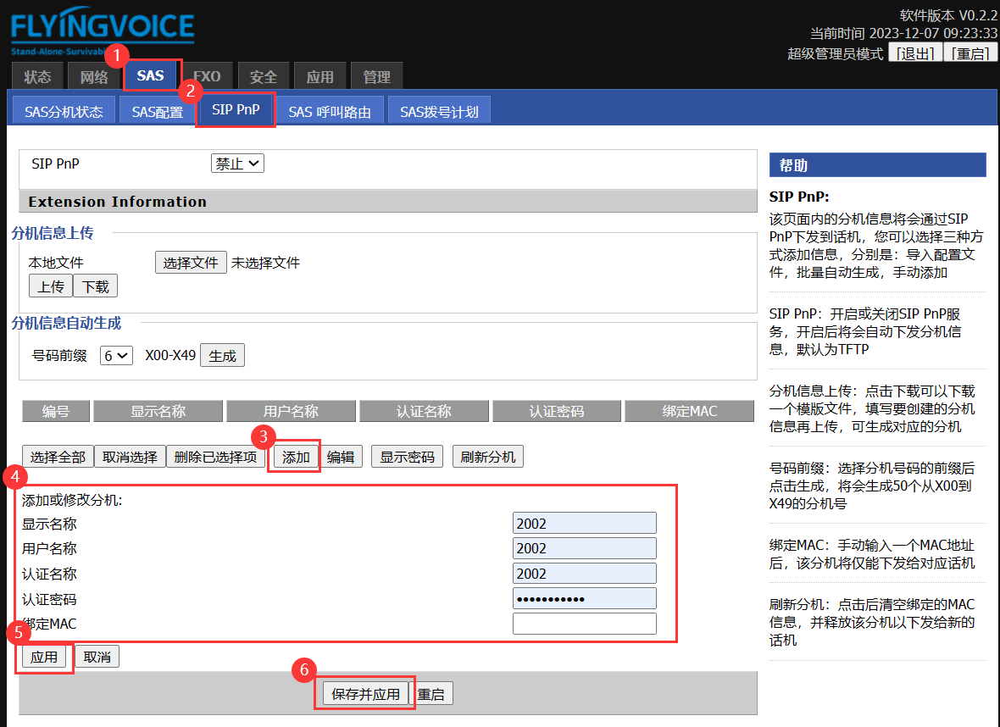 FLYINGVOICE
Stand-Alone-Survivabi
软件版本 V0.2.2
当前时间 2023-12-07 09:23:33
超级管理员模式 [退出] [重启]
1
状态 网络 SAS FXO 安全 应用 管理
2
SAS分机状态 SAS配置 SIP PnP SAS 呼叫路由 SAS拨号计划
SIP PnP 禁止
Extension Information
分机信息上传
本地文件 选择文件 未选择文件
上传 下载
分机信息自动生成
号码前缀 6 X00-X49 生成
编号 显示名称 用户名称 认证名称 认证密码 绑定MAC
3
选择全部 取消选择 删除已选择项 添加 编辑 显示密码 刷新分机
4
添加或修改分机:
显示名称 2002
用户名称 2002
认证名称 2002
认证密码 •••••••••••
绑定MAC
5
应用 取消
6
保存并应用 重启
帮助
SIP PnP:
该页面内的分机信息将会通过SIP
PnP下发到话机，您可以选择三种方
式添加信息，分别是：导入配置文
件，批量自动生成，手动添加
SIP PnP：开启或关闭SIP PnP服
务，开启后将会自动下发分机信
息，默认为TFTP
分机信息上传：点击下载可以下载
一个模版文件，填写要创建的分机
信息再上传，可生成对应的分机
号码前缀：选择分机号码的前缀后
点击生成，将会生成50个从X00到
X49的分机号
绑定MAC：手动输入一个MAC地址
后，该分机将仅能下发给对应话机
刷新分机：点击后清空绑定的MAC
信息，并释放该分机以下发给新的
话机